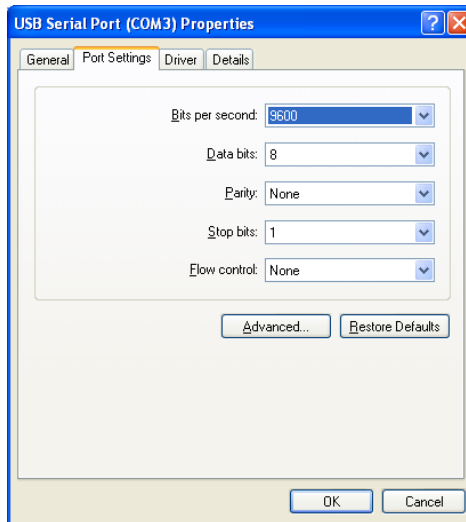 USB Serial Port (COM3) Properties
General Port Settings Driver Details
Bits per second: 9600
Data bits: 8
Parity: None
Stop bits: 1
Flow control: None
Advanced... Restore Defaults
OK Cancel